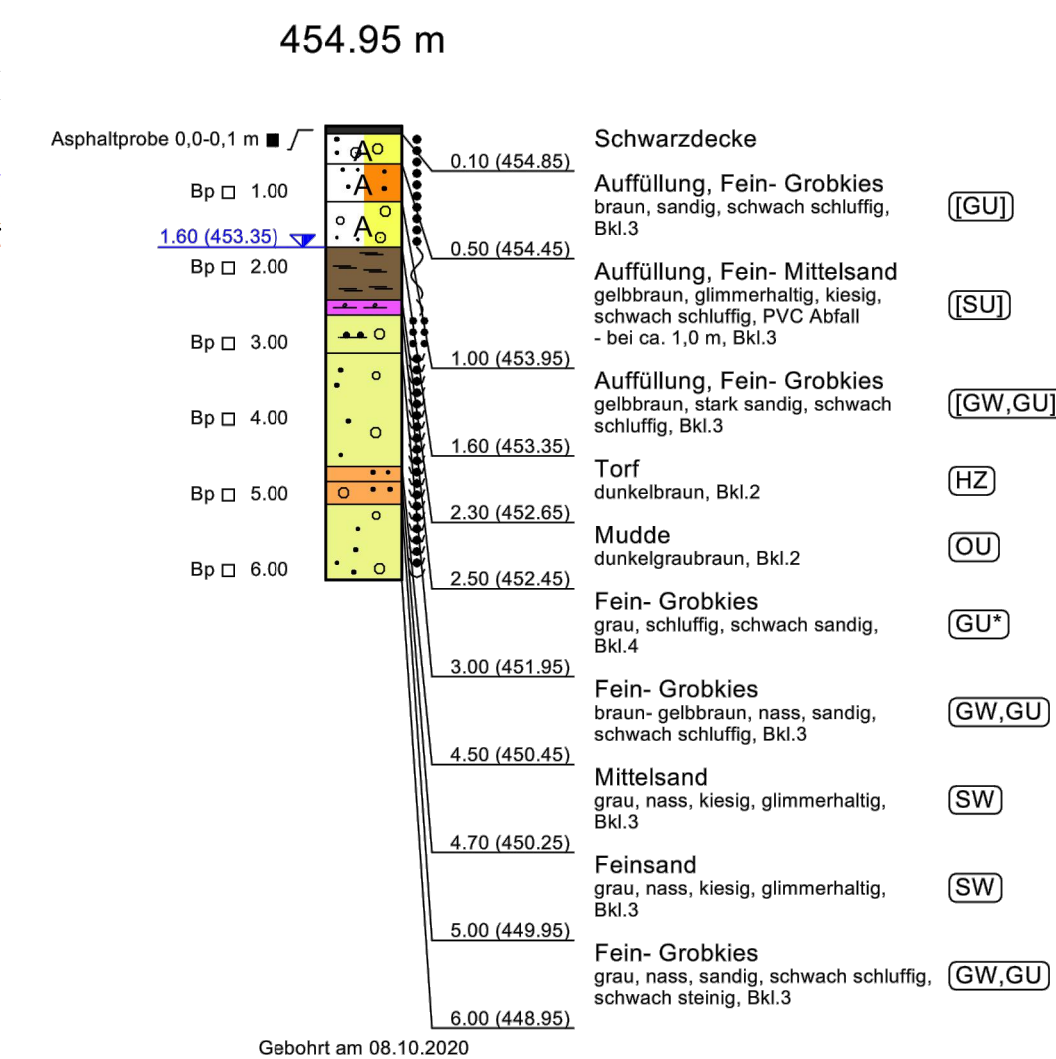 454.95 m
Asphaltprobe 0,0-0,1 m
Schwarzdecke
0.10 (454.85)
A
Auffüllung, Fein- Grobkies
braun, sandig, schwach schluffig,
Bkl.3
[GU]
0.50 (454.45)
Bp 1.00
A
Auffüllung, Fein- Mittelsand
gelbbraun, glimmerhaltig, kiesig,
schwach schluffig, PVC Abfall
- bei ca. 1,0 m, Bkl.3
[SU]
1.00 (453.95)
A
1.60 (453.35)
Auffüllung, Fein- Grobkies
gelbbraun, stark sandig, schwach
schluffig, Bkl.3
[GW,GU]
1.60 (453.35)
Bp 2.00
Torf
dunkelbraun, Bkl.2
HZ
2.30 (452.65)
Mudde
dunkelgraubraun, Bkl.2
OU
2.50 (452.45)
Bp 3.00
Fein- Grobkies
grau, schluffig, schwach sandig,
Bkl.4
GU*
3.00 (451.95)
Bp 4.00
Fein- Grobkies
braun- gelbbraun, nass, sandig,
schwach schluffig, Bkl.3
GW,GU
4.50 (450.45)
Mittelsand
grau, nass, kiesig, glimmerhaltig,
Bkl.3
SW
4.70 (450.25)
Bp 5.00
Feinsand
grau, nass, kiesig, glimmerhaltig,
Bkl.3
SW
5.00 (449.95)
Bp 6.00
Fein- Grobkies
grau, nass, sandig, schwach schluffig,
schwach steinig, Bkl.3
GW,GU
6.00 (448.95)
Gebohrt am 08.10.2020